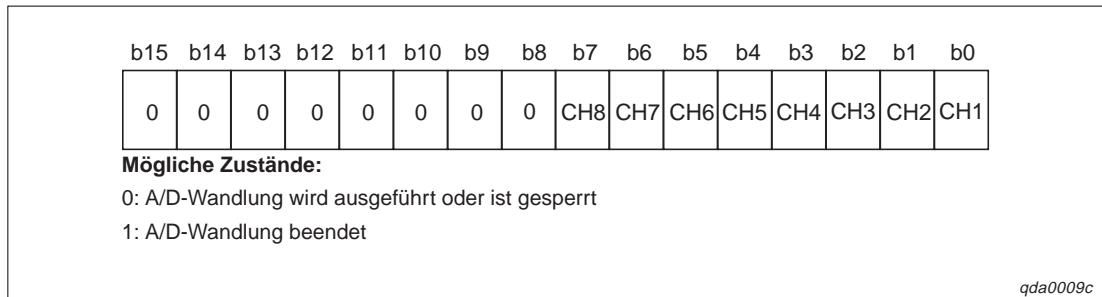 b15 b14 b13 b12 b11 b10 b9 b8 b7 b6 b5 b4 b3 b2 b1 b0
0 0 0 0 0 0 0 0 CH8 CH7 CH6 CH5 CH4 CH3 CH2 CH1
Mögliche Zustände:
0: A/D-Wandlung wird ausgeführt oder ist gesperrt
1: A/D-Wandlung beendet
qda0009c